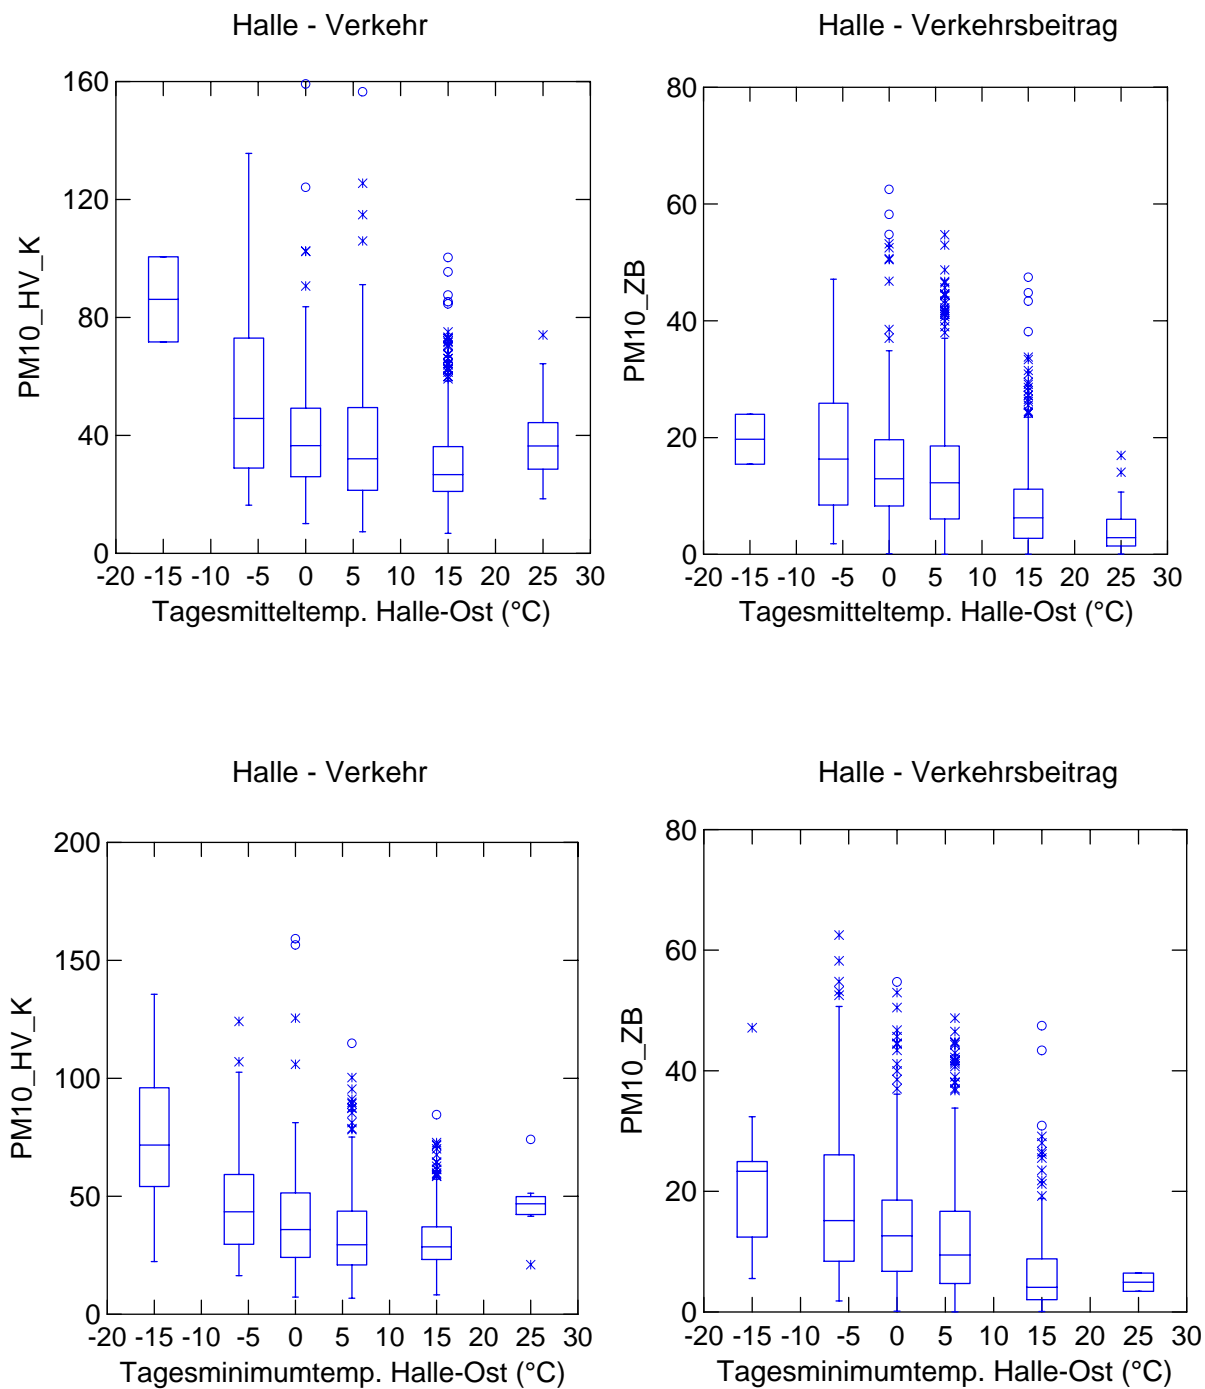 Halle - Verkehr
160
120
80
40
0
PM10_HV_K
-20 -15 -10 -5 0 5 10 15 20 25 30
Tagesmitteltemp. Halle-Ost (°C)
Halle - Verkehrsbeitrag
80
60
40
20
0
PM10_ZB
-20 -15 -10 -5 0 5 10 15 20 25 30
Tagesmitteltemp. Halle-Ost (°C)
Halle - Verkehr
200
150
100
50
0
PM10_HV_K
-20 -15 -10 -5 0 5 10 15 20 25 30
Tagesminimumtemp. Halle-Ost (°C)
Halle - Verkehrsbeitrag
80
60
40
20
0
PM10_ZB
-20 -15 -10 -5 0 5 10 15 20 25 30
Tagesminimumtemp. Halle-Ost (°C)